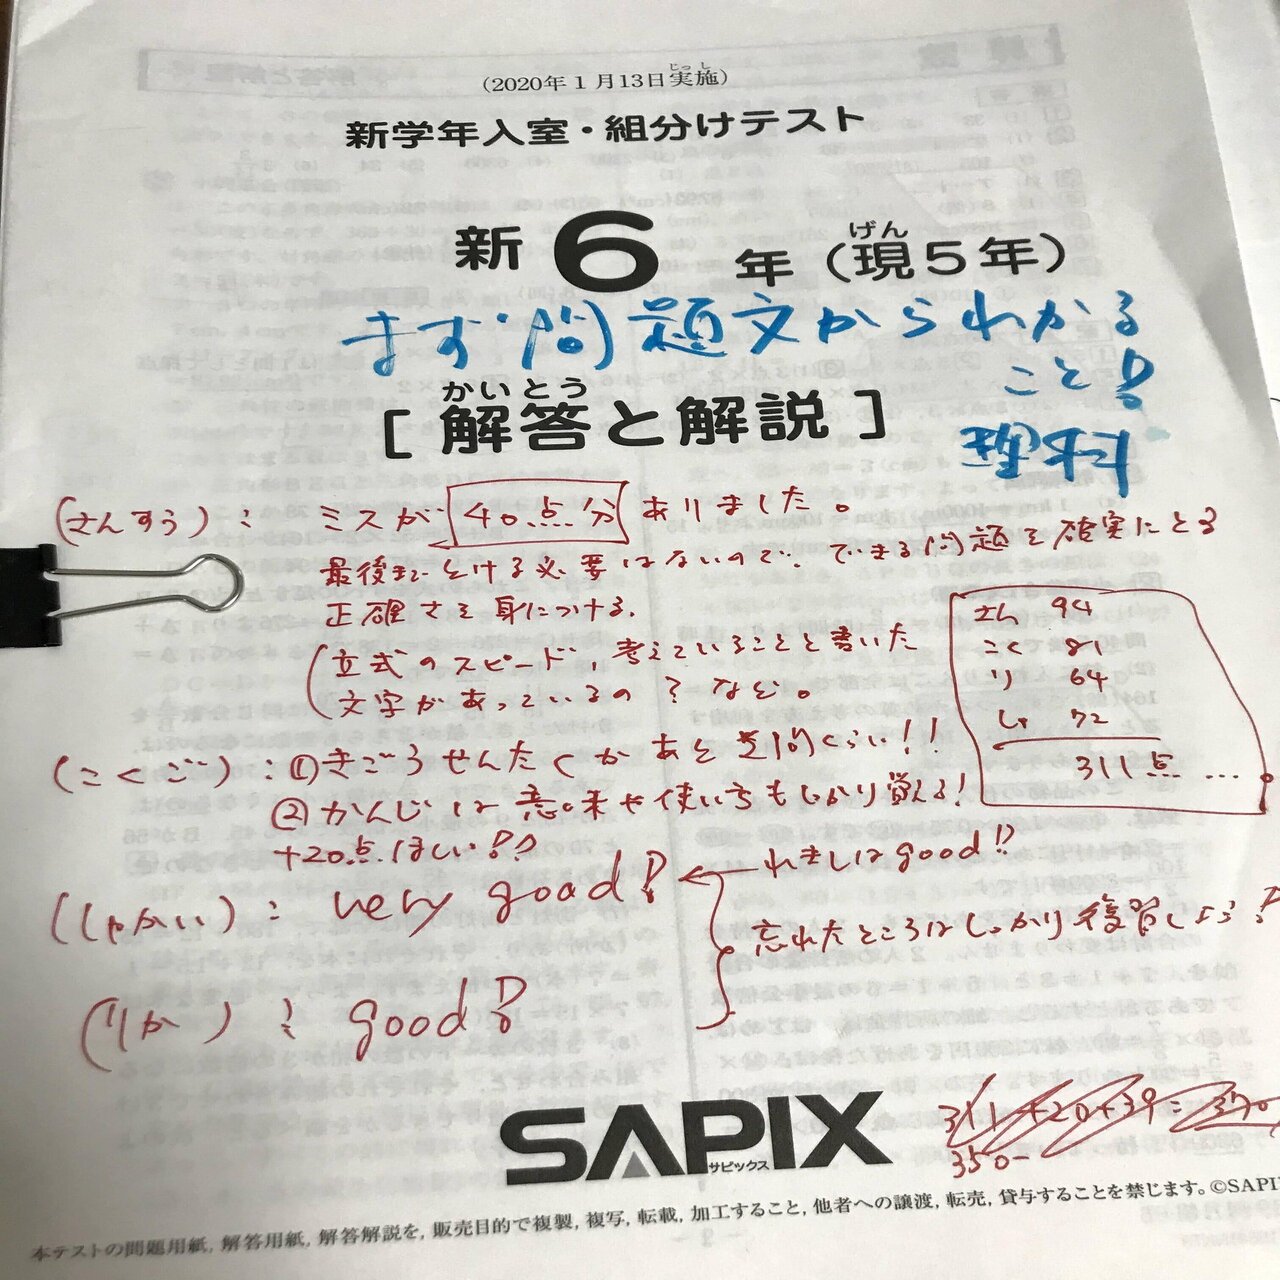 (2020年1月13日実施)
じっし
新学年入室・組分けテスト
新6年(現5年)
げん
まず問題文からわかる
こと!
[解答と解説]
かいとう
理科
(さんすう):ミスが40点分ありました。
最後までとける必要はないので、できる問題を確実にとる
正確さを身につける。
(立式のスピード、考えていることと書いた
文字があっているの?など。
さん 94
こく 81
り 64
しゃ 72
311点…
(こくご):①きごうせんたくがあと 問くらい!!
②かんじは意味や使い方もしっかり覚える!
+20点ほしい!?
(しゃかい):very good!
れきしはgood!!
忘れたところはしっかり復習しよう!
(りか):good!
SAPIX
サピックス
311+20+39=370
350-
本テストの問題用紙,解答用紙,解答解説を,販売目的で複製,複写,転載,加工すること,他者への譲渡,転売,貸与することを禁じます。©SAPI